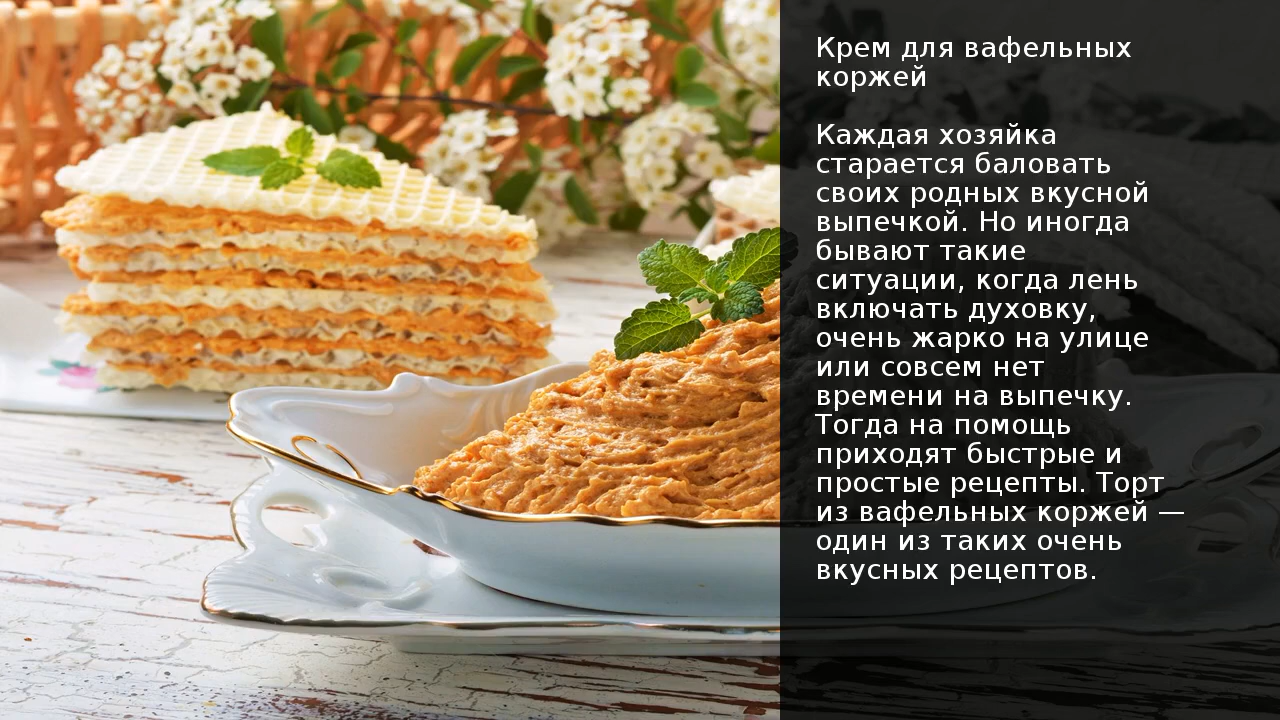 Крем для вафельных
коржей
Каждая хозяйка
старается баловать
своих родных вкусной
выпечкой. Но иногда
бывают такие
ситуации, когда лень
включать духовку,
очень жарко на улице
или совсем нет
времени на выпечку.
Тогда на помощь
приходят быстрые и
простые рецепты. Торт
из вафельных коржей —
один из таких очень
вкусных рецептов.